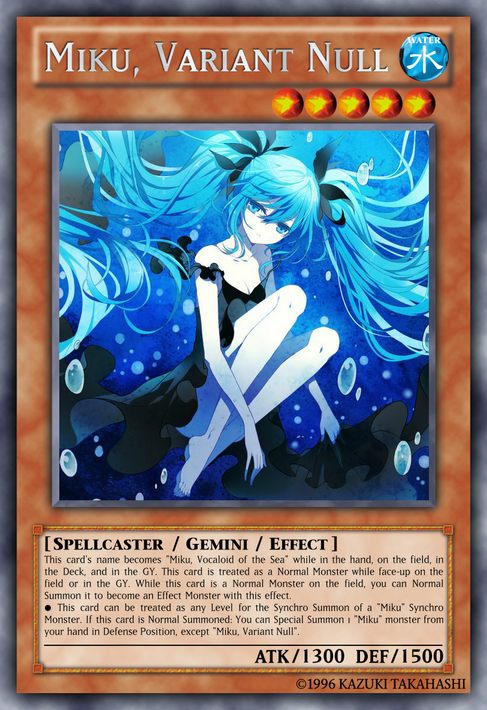 MIKU, VARIANT NULL
WATER
水
[ SPELLCASTER / GEMINI / EFFECT ]
This card's name becomes "Miku, Vocaloid of the Sea" while in the hand, on the field, in
the Deck, and in the GY. This card is treated as a Normal Monster while face-up on the
field or in the GY. While this card is a Normal Monster on the field, you can Normal
Summon it to become an Effect Monster with this effect.
● This card can be treated as any Level for the Synchro Summon of a "Miku" Synchro
Monster. If this card is Normal Summoned: You can Special Summon 1 "Miku" monster from
your hand in Defense Position, except "Miku, Variant Null".
ATK/1300 DEF/1500
©1996 KAZUKI TAKAHASHI